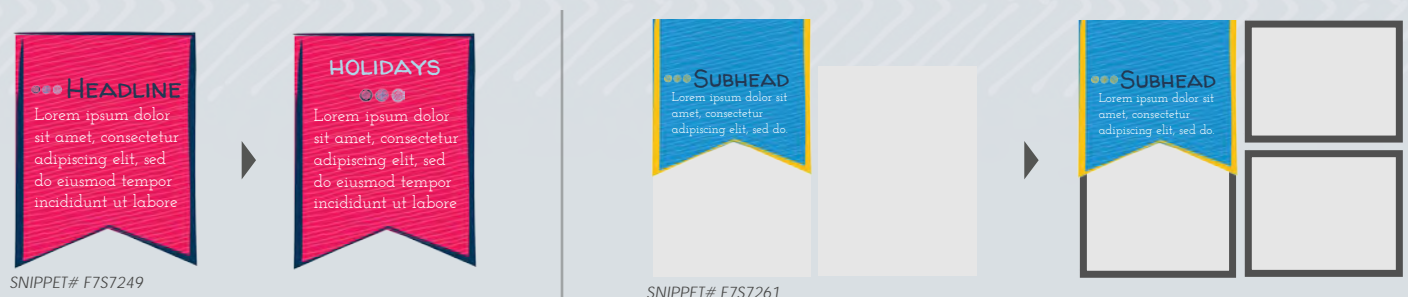 HEADLINE
Lorem ipsum dolor
sit amet, consectetur
adipiscing elit, sed
do eiusmod tempor
incididunt ut labore
HOLIDAYS
Lorem ipsum dolor
sit amet, consectetur
adipiscing elit, sed
do eiusmod tempor
incididunt ut labore
SNIPPET# F7S7249
SUBHEAD
Lorem ipsum dolor sit
amet, consectetur
adipiscing elit, sed do.
SUBHEAD
Lorem ipsum dolor sit
amet, consectetur
adipiscing elit, sed do.
SNIPPET# F7S7261